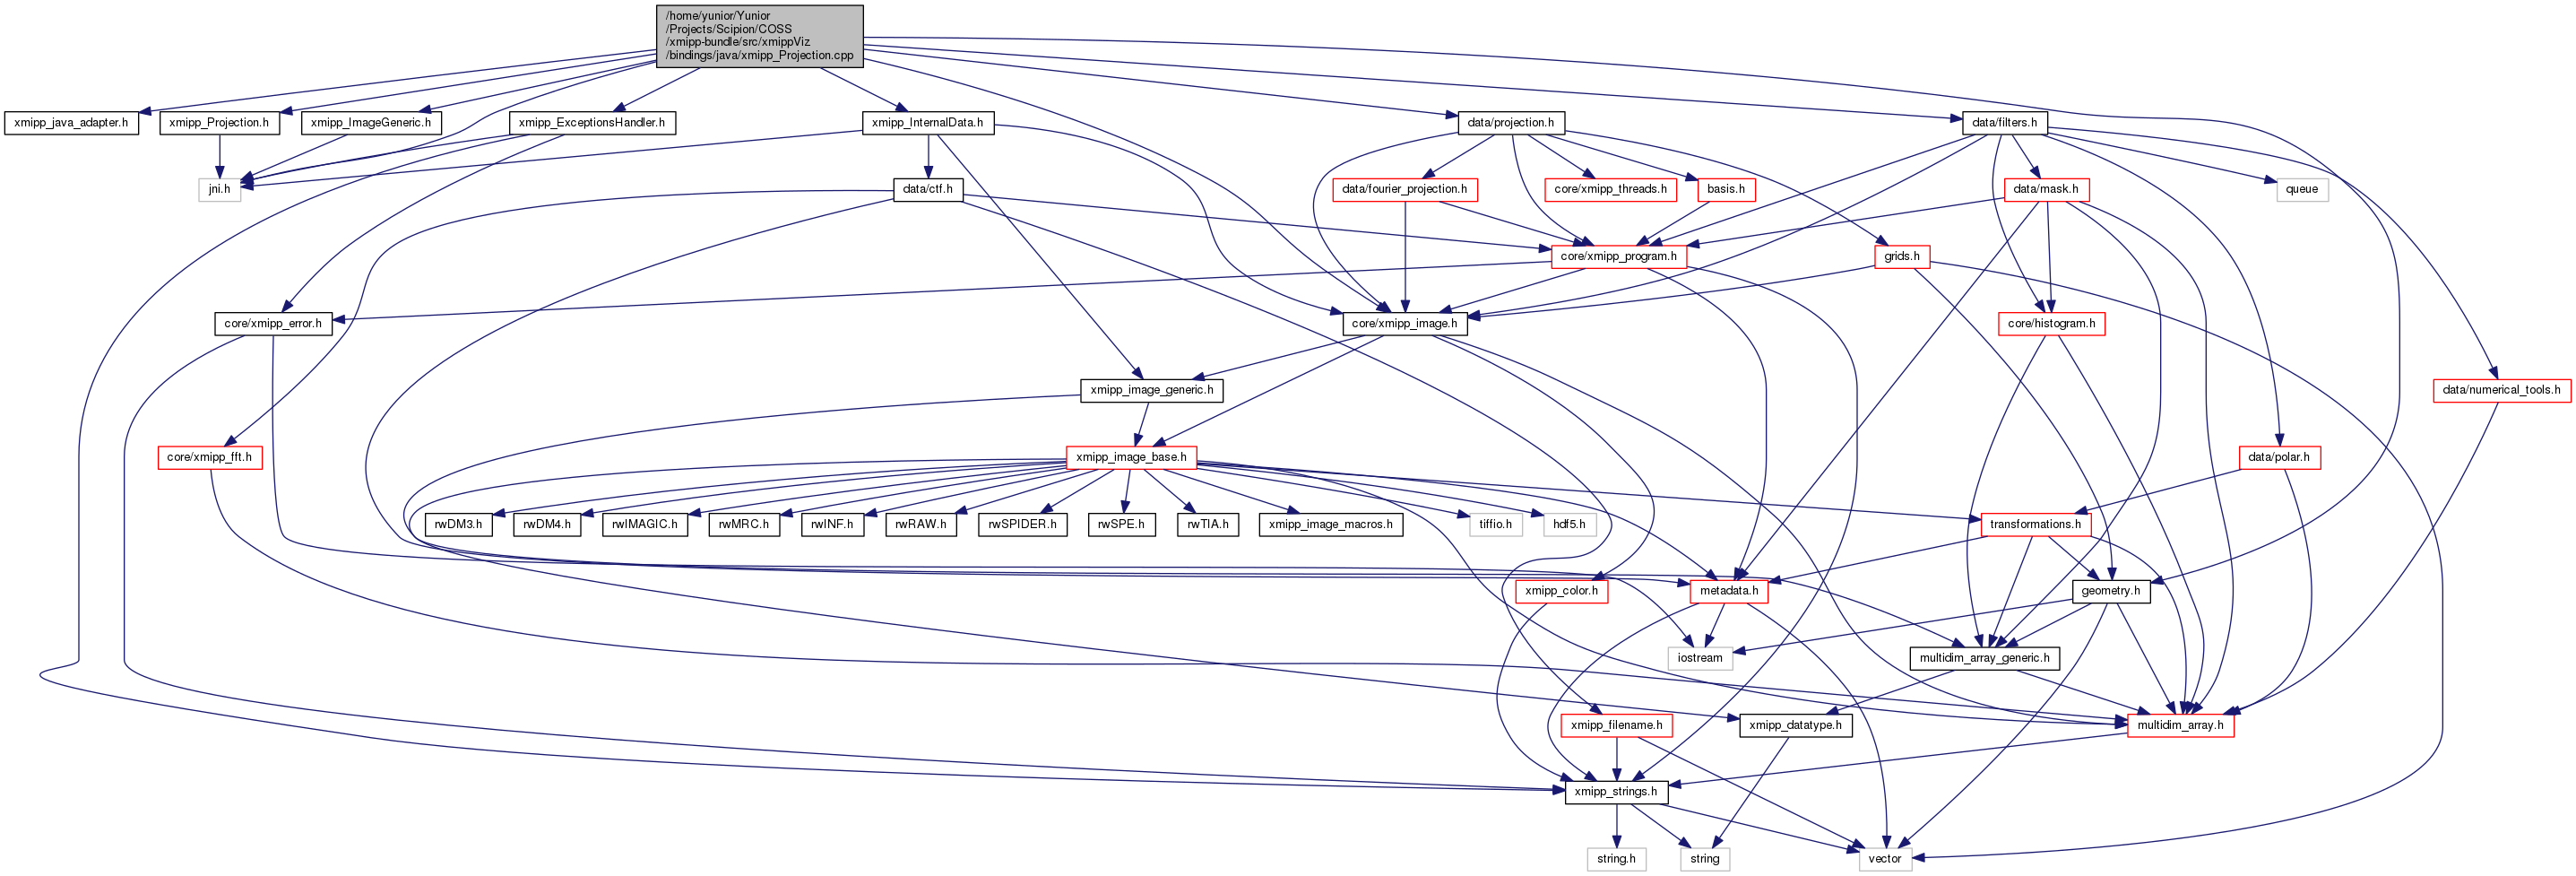 /home/yunior/Yunior
/Projects/Scipion/COSS
/xmipp-bundle/src/xmippViz
/bindings/java/xmipp_Projection.cpp
xmipp_java_adapter.h
xmipp_Projection.h
xmipp_ImageGeneric.h
xmipp_ExceptionsHandler.h
xmipp_InternalData.h
data/projection.h
data/filters.h
jni.h
data/ctf.h
data/fourier_projection.h
core/xmipp_threads.h
basis.h
data/mask.h
queue
core/xmipp_program.h
grids.h
core/xmipp_error.h
core/xmipp_image.h
core/histogram.h
xmipp_image_generic.h
data/numerical_tools.h
core/xmipp_fft.h
xmipp_image_base.h
data/polar.h
rwDM3.h
rwDM4.h
rwIMAGIC.h
rwMRC.h
rwINF.h
rwRAW.h
rwSPIDER.h
rwSPE.h
rwTIA.h
xmipp_image_macros.h
tiffio.h
hdf5.h
transformations.h
xmipp_color.h
metadata.h
geometry.h
iostream
multidim_array_generic.h
xmipp_filename.h
xmipp_datatype.h
multidim_array.h
xmipp_strings.h
string.h
string
vector